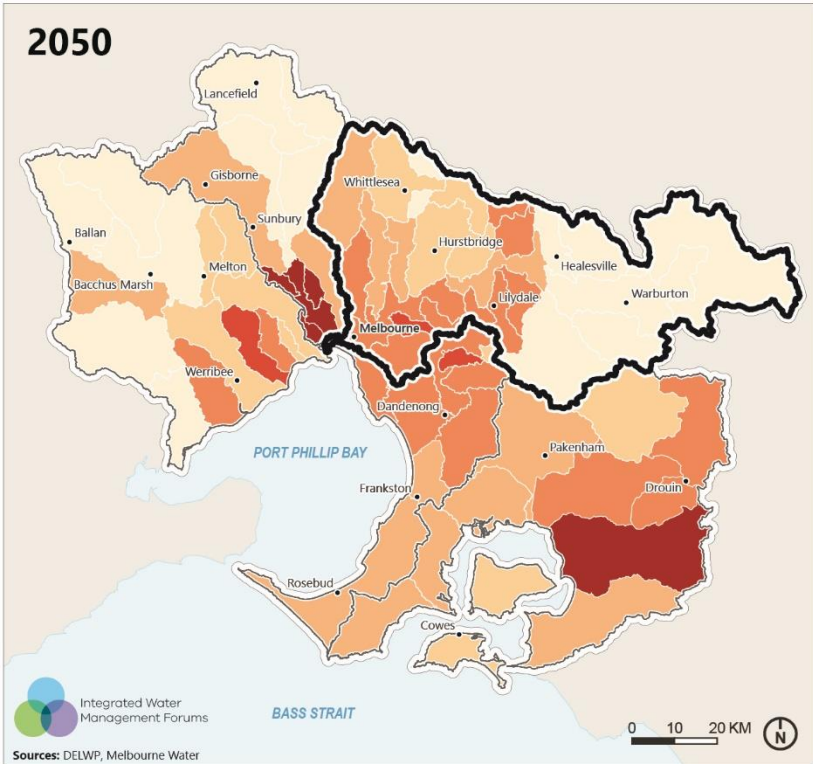 2050
Lancefield
Gisborne
Whittlesea
Sunbury
Ballan
Hurstbridge
Healesville
Bacchus Marsh
Melton
Lilydale
Warburton
Melbourne
Werribee
Dandenong
PORT PHILLIP BAY
Pakenham
Frankston
Drouin
Rosebud
Cowes
Integrated Water
Management Forums
BASS STRAIT
0 10 20 KM
N
Sources: DELWP, Melbourne Water